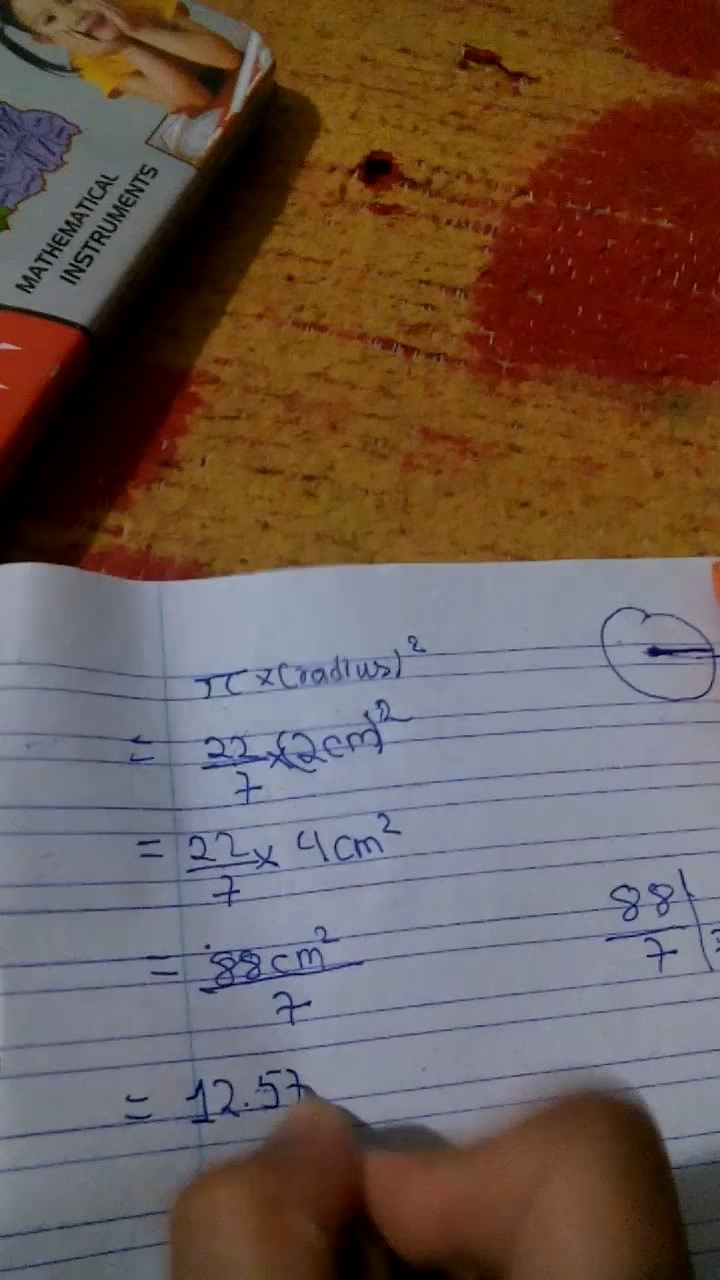 MATHEMATICAL
INSTRUMENTS
π×(radius)²
= 22/7 ×(2cm)²
= 22/7 × 4cm²
= 88cm²/7
88/7
= 12.57